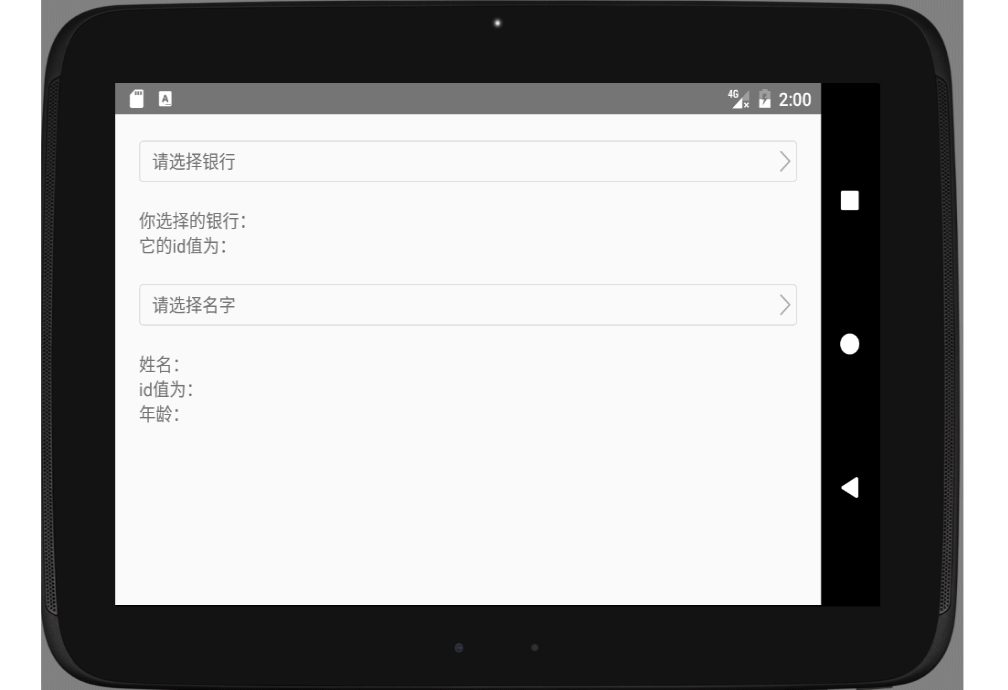 4G 2:00
请选择银行
你选择的银行：
它的id值为：
请选择名字
姓名：
id值为：
年龄：